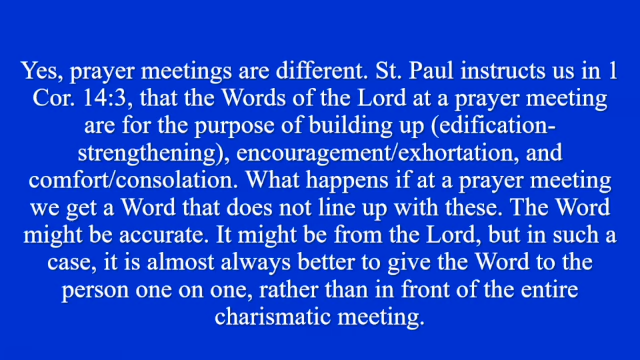 Yes, prayer meetings are different. St. Paul instructs us in 1
Cor. 14:3, that the Words of the Lord at a prayer meeting
are for the purpose of building up (edification-
strengthening), encouragement/exhortation, and
comfort/consolation. What happens if at a prayer meeting
we get a Word that does not line up with these. The Word
might be accurate. It might be from the Lord, but in such a
case, it is almost always better to give the Word to the
person one on one, rather than in front of the entire
charismatic meeting.